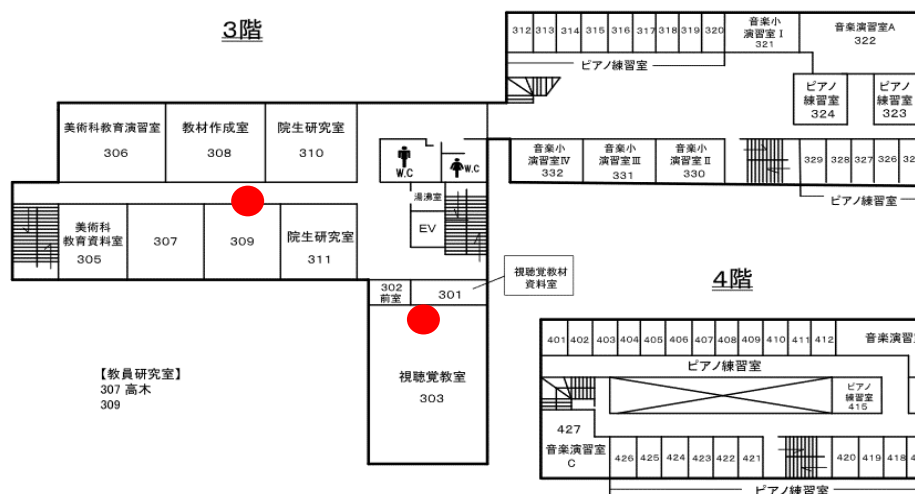 3階
312 313 314 315 316 317 318 319 320
音楽小
演習室Ⅰ
321
音楽演習室A
322
ピアノ練習室
ピアノ
練習室
324
ピアノ
練習室
323
美術科教育演習室
306
教材作成室
308
院生研究室
310
W.C
W.C
音楽小
演習室Ⅳ
332
音楽小
演習室Ⅲ
331
音楽小
演習室Ⅱ
330
329 328 327 326
ピアノ練習室
湯沸室
EV
美術科
教育資料室
305
307
309
院生研究室
311
302
前室
301
視聴覚教材
資料室
視聴覚教室
303
【教員研究室】
307 高木
309
4階
401 402 403 404 405 406 407 408 409 410 411 412
音楽演習
ピアノ練習室
ピアノ
練習室
415
427
音楽演習室
C
426 425 424 423 422 421
420 419 418
ピアノ練習室